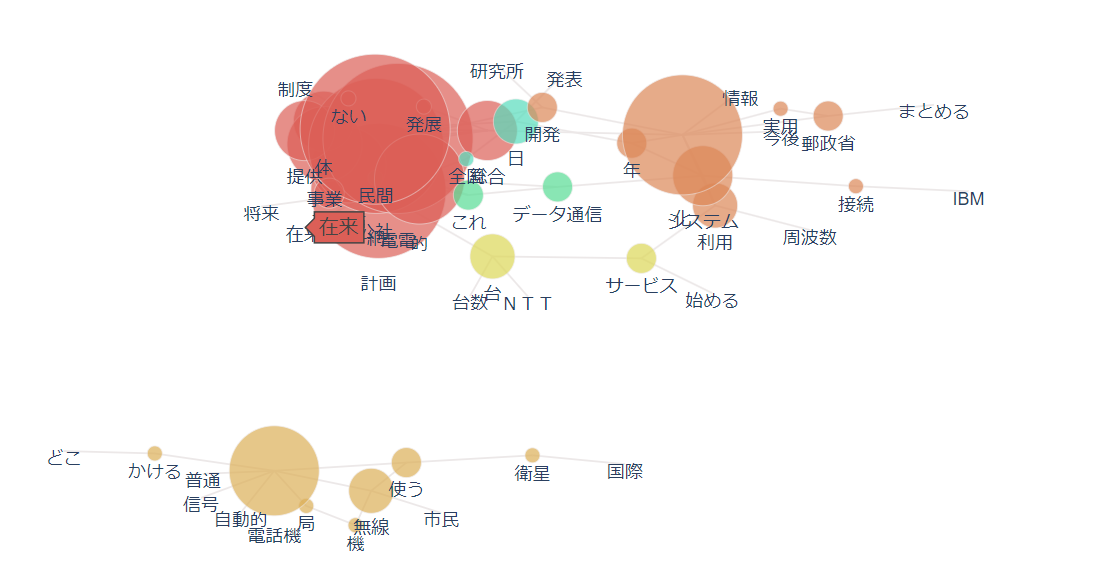 研究所
発表
制度
情報
まとめる
ない
発展
実用
開発
今後
郵政省
体
日
提供
全国
総合
年
事業
民間
IBM
接続
将来
データ通信
これ
化
システム
在来
電電
的
利用
周波数
計画
サービス
台
台数
NTT
始める
どこ
かける
普通
使う
衛星
国際
信号
自動的
局
無線
市民
電話機
機